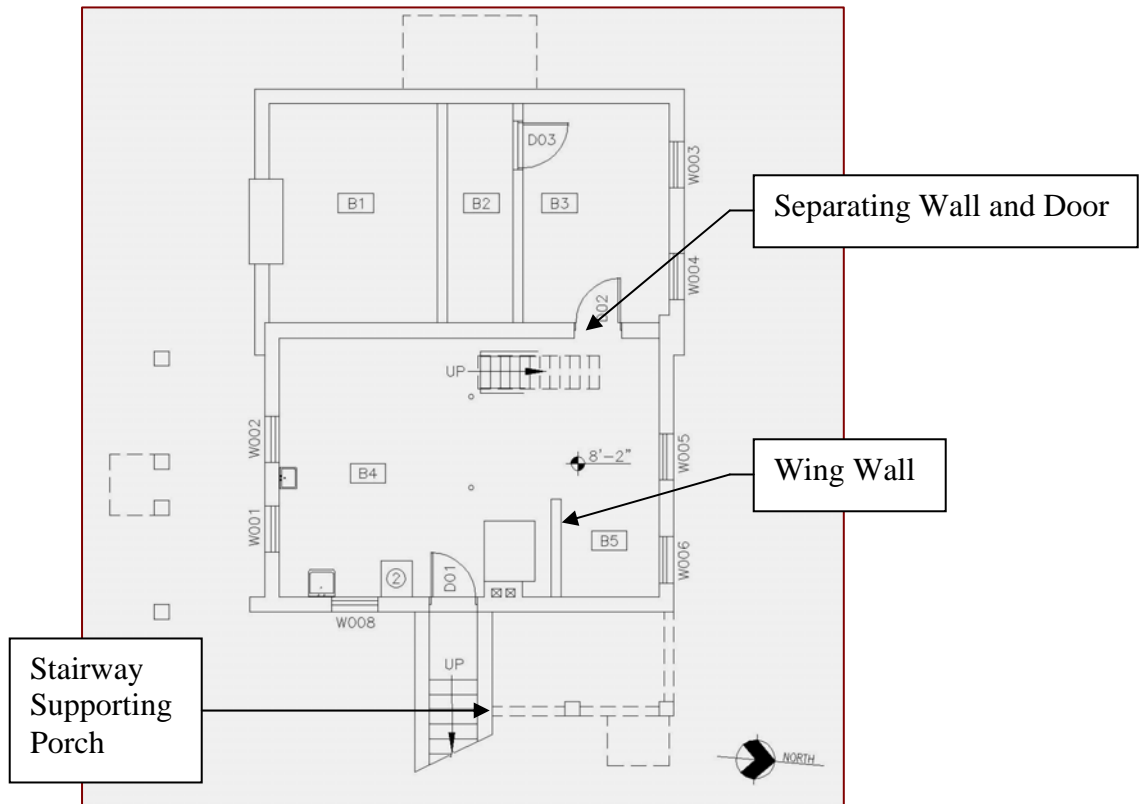 D03
W003
B1
B2
B3
Separating Wall and Door
W004
D02
UP
W002
8'-2"
W005
Wing Wall
B4
W001
B5
W006
D01
2
W008
Stairway
Supporting
Porch
UP
NORTH